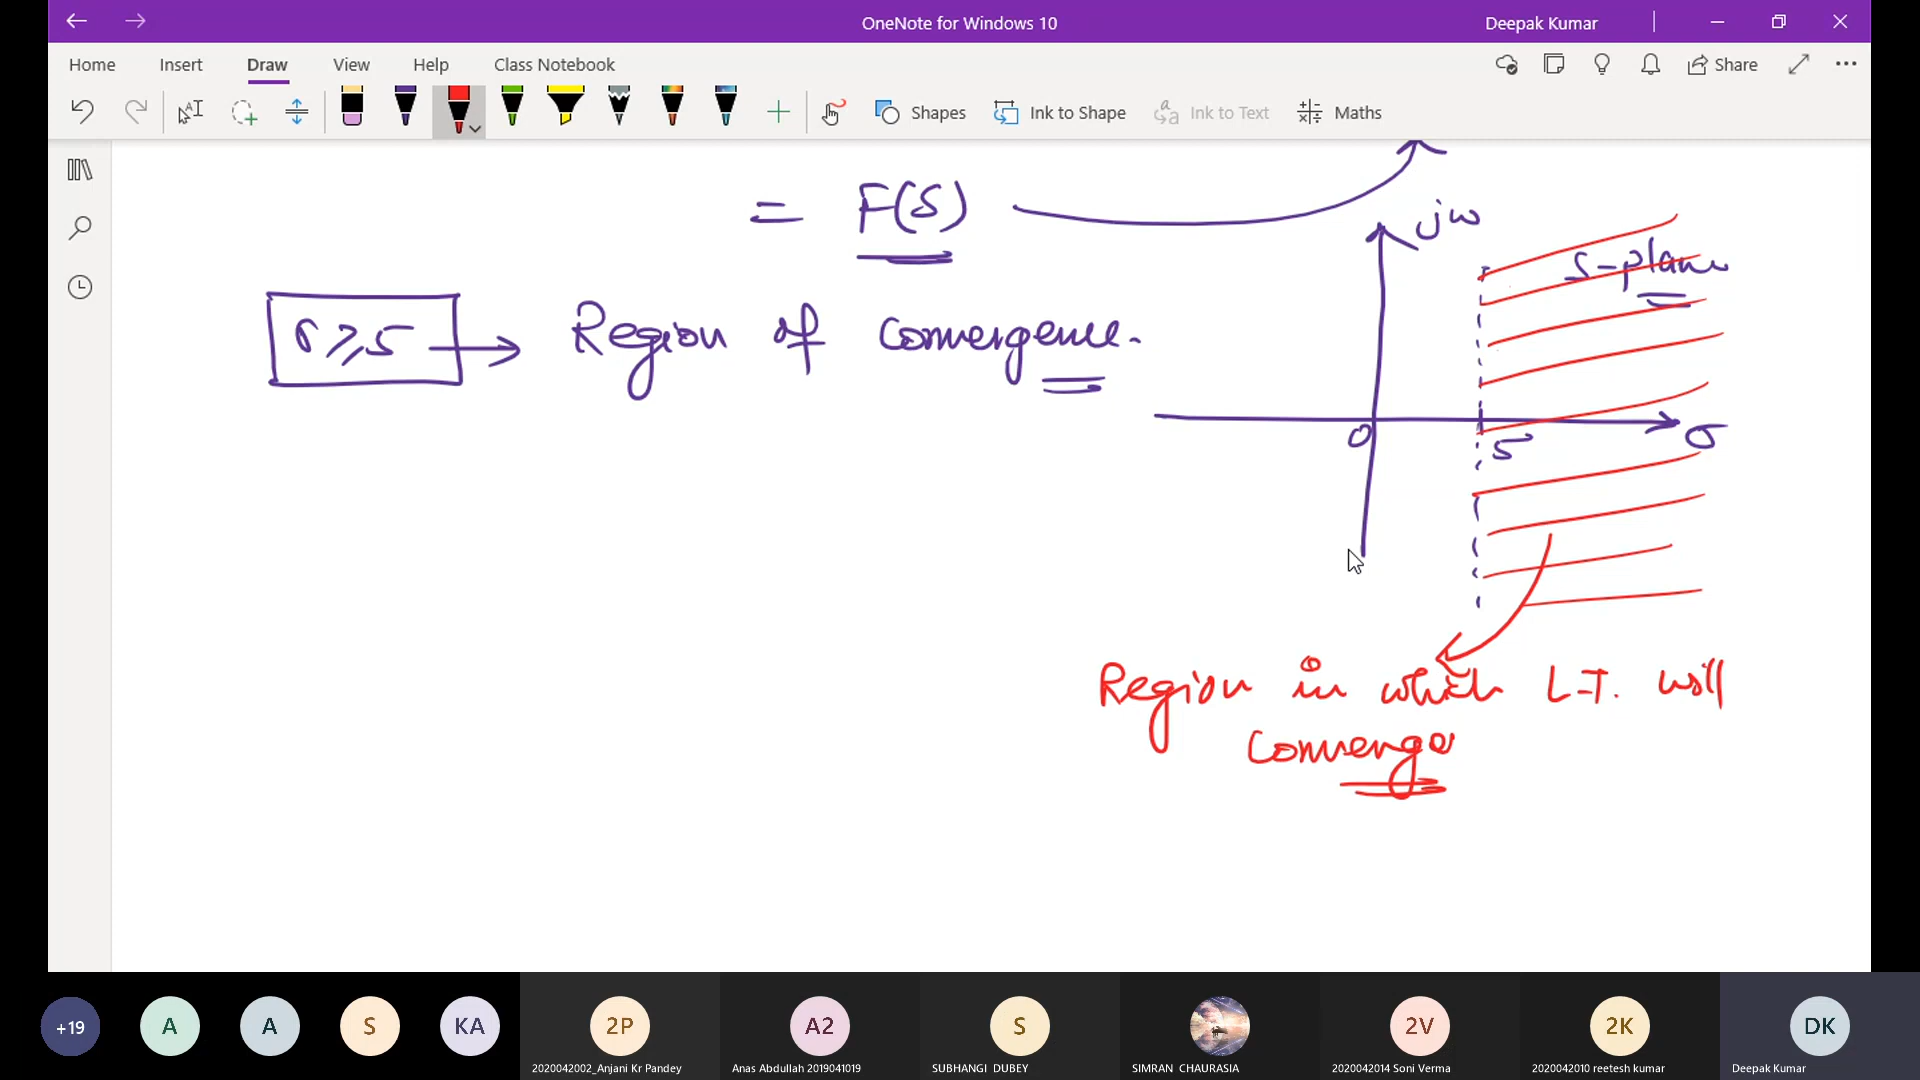 OneNote for Windows 10
Deepak Kumar
Home Insert Draw View Help Class Notebook
Share
Shapes Ink to Shape Ink to Text Maths
= F(S)
jω
S-plane
σ ≥ 5 → Region of Convergence.
0 5 σ
Region in which L.T. will
Converge
+19 A A S KA 2P A2 S 2V 2K DK
2020042002_Anjani Kr Pandey Anas Abdullah 2019041019 SUBHANGI DUBEY SIMRAN CHAURASIA 2020042014 Soni Verma 2020042010 reetesh kumar Deepak Kumar